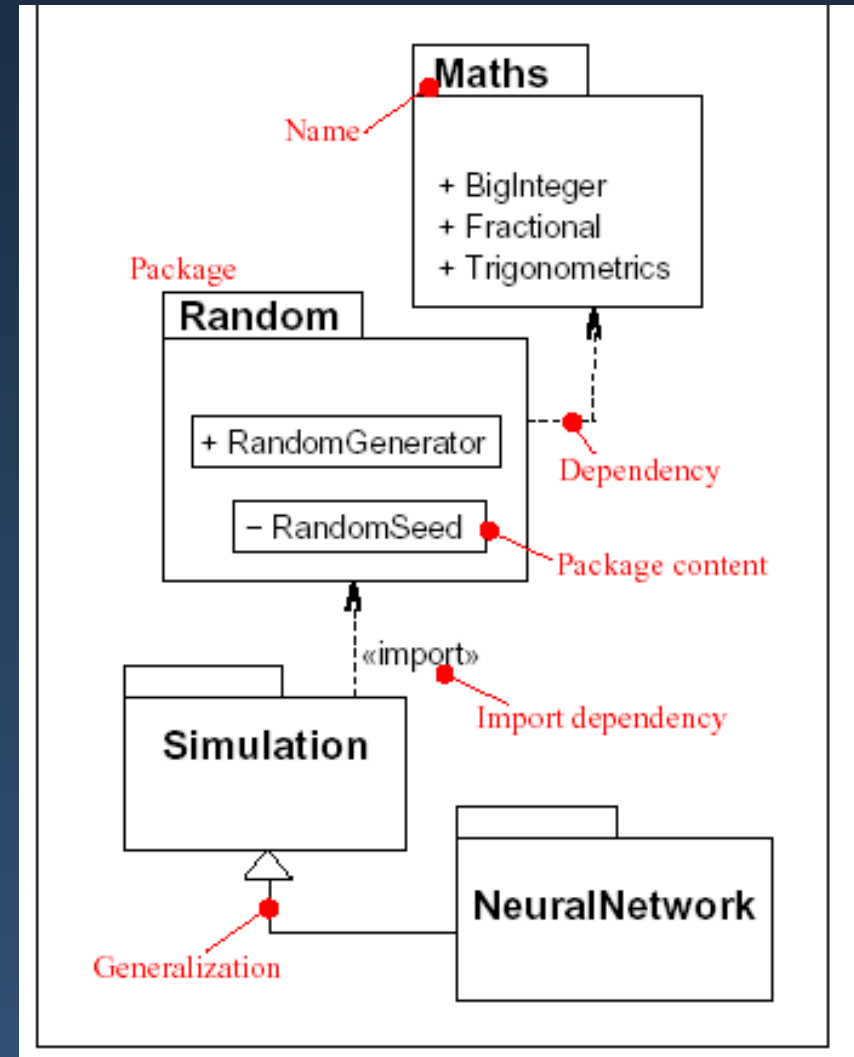 Maths
Name
+ BigInteger
+ Fractional
+ Trigonometrics
Package
Random
+ RandomGenerator
Dependency
− RandomSeed
Package content
«import»
Import dependency
Simulation
NeuralNetwork
Generalization